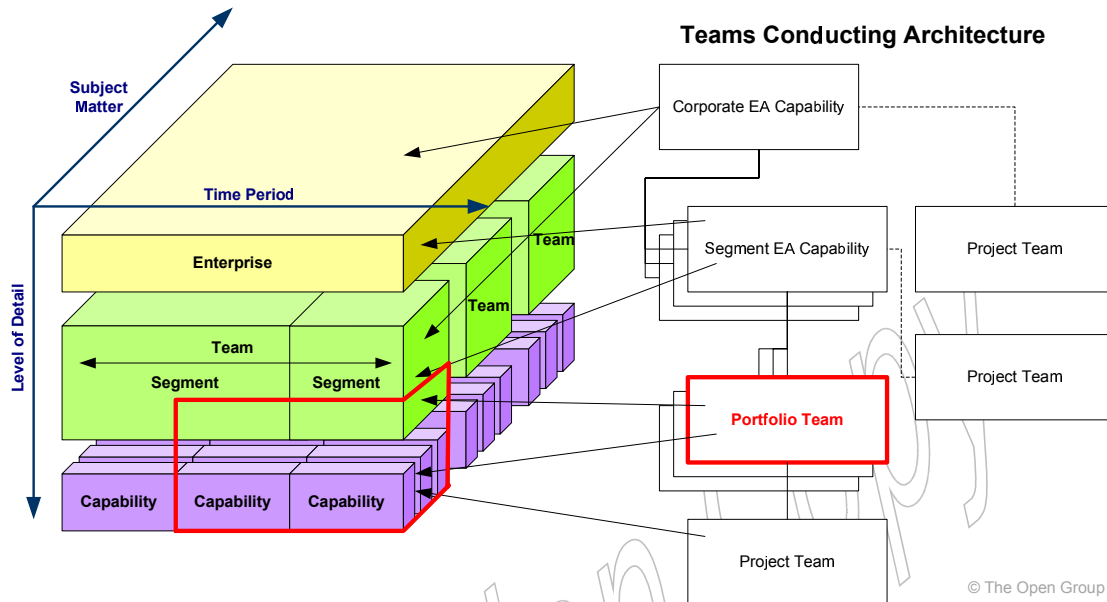 Teams Conducting Architecture
Subject
Matter
Corporate EA Capability
Time Period
Team
Segment EA Capability
Project Team
Enterprise
Level of Detail
Team
Team
Segment
Segment
Project Team
Portfolio Team
Capability
Capability
Capability
Project Team
© The Open Group